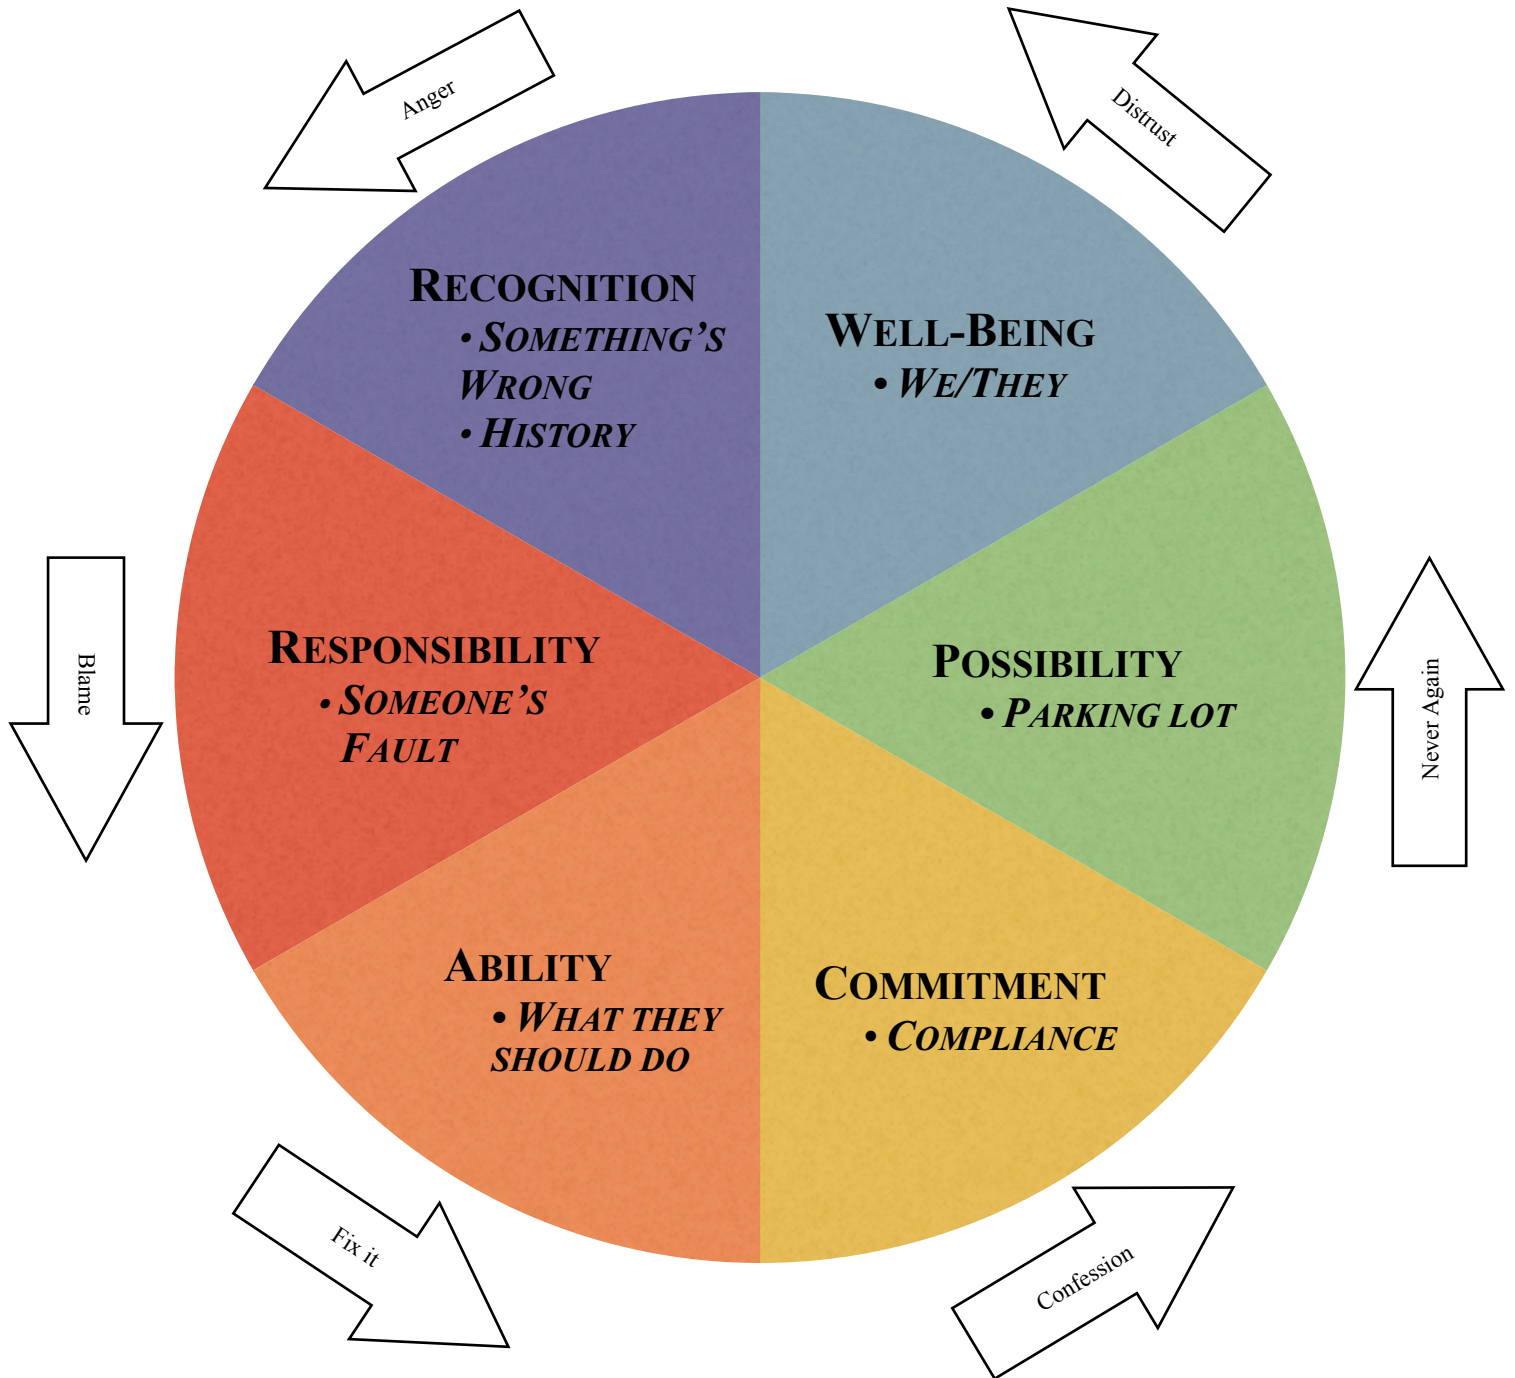 Anger
Distrust
RECOGNITION
• SOMETHING'S
WRONG
• HISTORY
WELL-BEING
• WE/THEY
RESPONSIBILITY
• SOMEONE'S
FAULT
POSSIBILITY
• PARKING LOT
Blame
Never Again
ABILITY
• WHAT THEY
SHOULD DO
COMMITMENT
• COMPLIANCE
Fix it
Confession